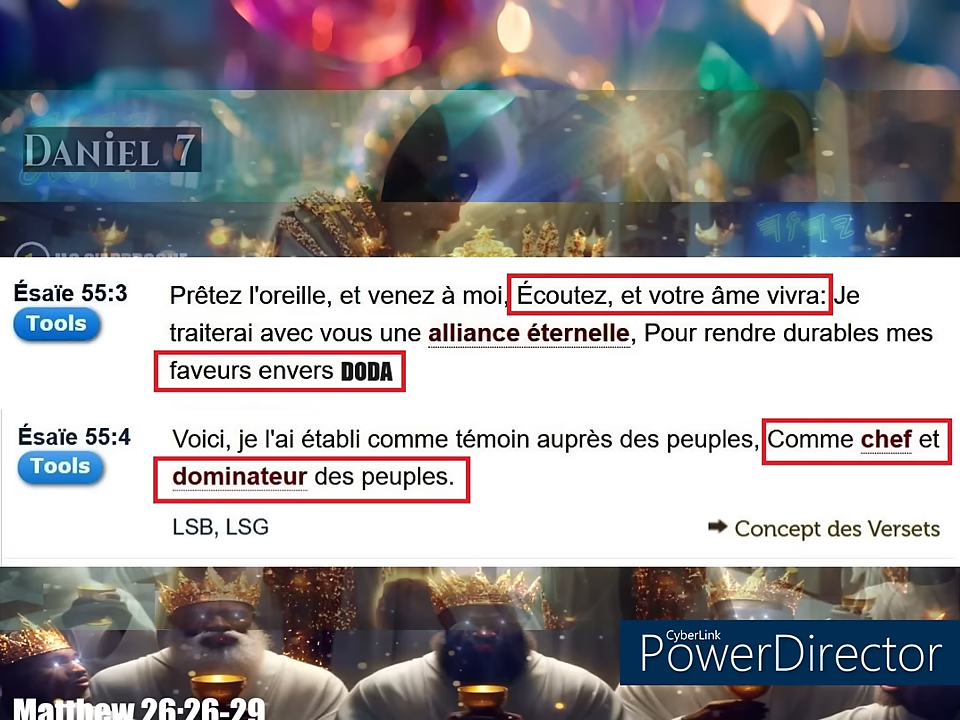 Daniel 7
Ésaïe 55:3
Tools
Prêtez l'oreille, et venez à moi, Écoutez, et votre âme vivra: Je
traiterai avec vous une alliance éternelle, Pour rendre durables mes
faveurs envers DODA
Ésaïe 55:4
Tools
Voici, je l'ai établi comme témoin auprès des peuples, Comme chef et
dominateur des peuples.
LSB, LSG
Concept des Versets
CyberLink
PowerDirector
Matthew 26:26-29